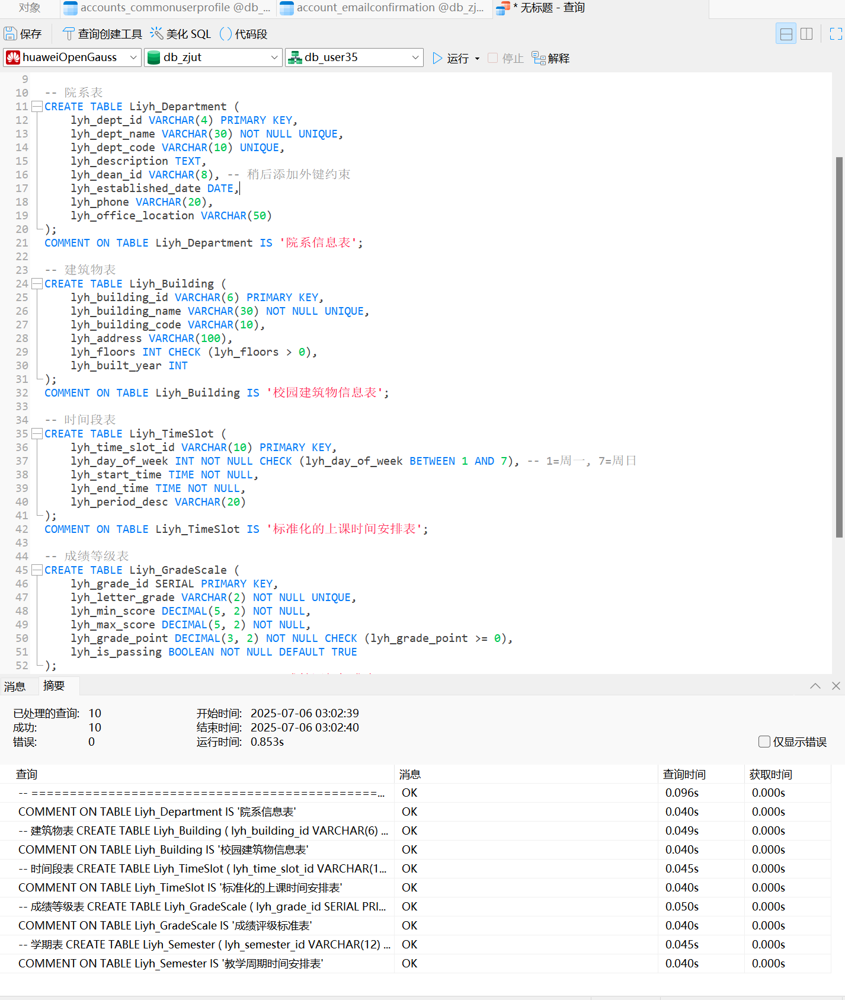 对象 accounts_commonuserprofile @db_... account_emailconfirmation @db_zj... * 无标题 - 查询
保存 查询创建工具 美化 SQL () 代码段
huaweiOpenGauss db_zjut db_user35 运行 停止 解释
9
10 -- 院系表
11 CREATE TABLE Liyh_Department (
12 lyh_dept_id VARCHAR(4) PRIMARY KEY,
13 lyh_dept_name VARCHAR(30) NOT NULL UNIQUE,
14 lyh_dept_code VARCHAR(10) UNIQUE,
15 lyh_description TEXT,
16 lyh_dean_id VARCHAR(8), -- 稍后添加外键约束
17 lyh_established_date DATE,
18 lyh_phone VARCHAR(20),
19 lyh_office_location VARCHAR(50)
20 );
21 COMMENT ON TABLE Liyh_Department IS '院系信息表';
22
23 -- 建筑物表
24 CREATE TABLE Liyh_Building (
25 lyh_building_id VARCHAR(6) PRIMARY KEY,
26 lyh_building_name VARCHAR(30) NOT NULL UNIQUE,
27 lyh_building_code VARCHAR(10),
28 lyh_address VARCHAR(100),
29 lyh_floors INT CHECK (lyh_floors > 0),
30 lyh_built_year INT
31 );
32 COMMENT ON TABLE Liyh_Building IS '校园建筑物信息表';
33
34 -- 时间段表
35 CREATE TABLE Liyh_TimeSlot (
36 lyh_time_slot_id VARCHAR(10) PRIMARY KEY,
37 lyh_day_of_week INT NOT NULL CHECK (lyh_day_of_week BETWEEN 1 AND 7), -- 1=周一, 7=周日
38 lyh_start_time TIME NOT NULL,
39 lyh_end_time TIME NOT NULL,
40 lyh_period_desc VARCHAR(20)
41 );
42 COMMENT ON TABLE Liyh_TimeSlot IS '标准化的上课时间安排表';
43
44 -- 成绩等级表
45 CREATE TABLE Liyh_GradeScale (
46 lyh_grade_id SERIAL PRIMARY KEY,
47 lyh_letter_grade VARCHAR(2) NOT NULL UNIQUE,
48 lyh_min_score DECIMAL(5, 2) NOT NULL,
49 lyh_max_score DECIMAL(5, 2) NOT NULL,
50 lyh_grade_point DECIMAL(3, 2) NOT NULL CHECK (lyh_grade_point >= 0),
51 lyh_is_passing BOOLEAN NOT NULL DEFAULT TRUE
52 );
消息 摘要
已处理的查询: 10 开始时间: 2025-07-06 03:02:39
成功: 10 结束时间: 2025-07-06 03:02:40
错误: 0 运行时间: 0.853s 仅显示错误
查询 消息 查询时间 获取时间
-- =============================================... OK 0.096s 0.000s
COMMENT ON TABLE Liyh_Department IS '院系信息表' OK 0.040s 0.000s
-- 建筑物表 CREATE TABLE Liyh_Building ( lyh_building_id VARCHAR(6) ... OK 0.049s 0.000s
COMMENT ON TABLE Liyh_Building IS '校园建筑物信息表' OK 0.040s 0.000s
-- 时间段表 CREATE TABLE Liyh_TimeSlot ( lyh_time_slot_id VARCHAR(1... OK 0.045s 0.000s
COMMENT ON TABLE Liyh_TimeSlot IS '标准化的上课时间安排表' OK 0.040s 0.000s
-- 成绩等级表 CREATE TABLE Liyh_GradeScale ( lyh_grade_id SERIAL PRI... OK 0.050s 0.000s
COMMENT ON TABLE Liyh_GradeScale IS '成绩评级标准表' OK 0.040s 0.000s
-- 学期表 CREATE TABLE Liyh_Semester ( lyh_semester_id VARCHAR(12) ... OK 0.045s 0.000s
COMMENT ON TABLE Liyh_Semester IS '教学周期时间安排表' OK 0.040s 0.000s